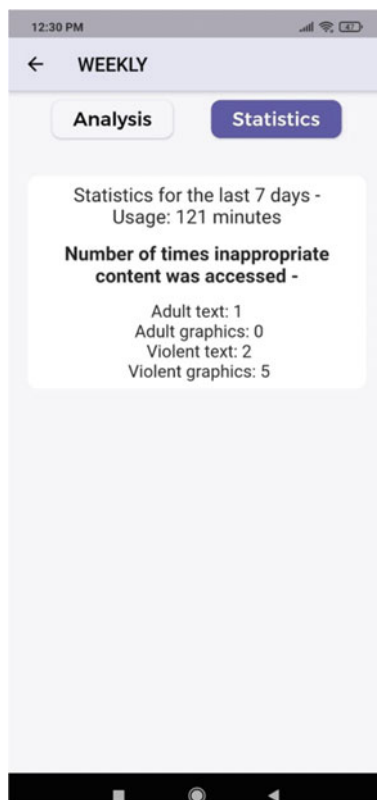 12:30 PM
47
WEEKLY
Analysis
Statistics
Statistics for the last 7 days -
Usage: 121 minutes
Number of times inappropriate
content was accessed -
Adult text: 1
Adult graphics: 0
Violent text: 2
Violent graphics: 5